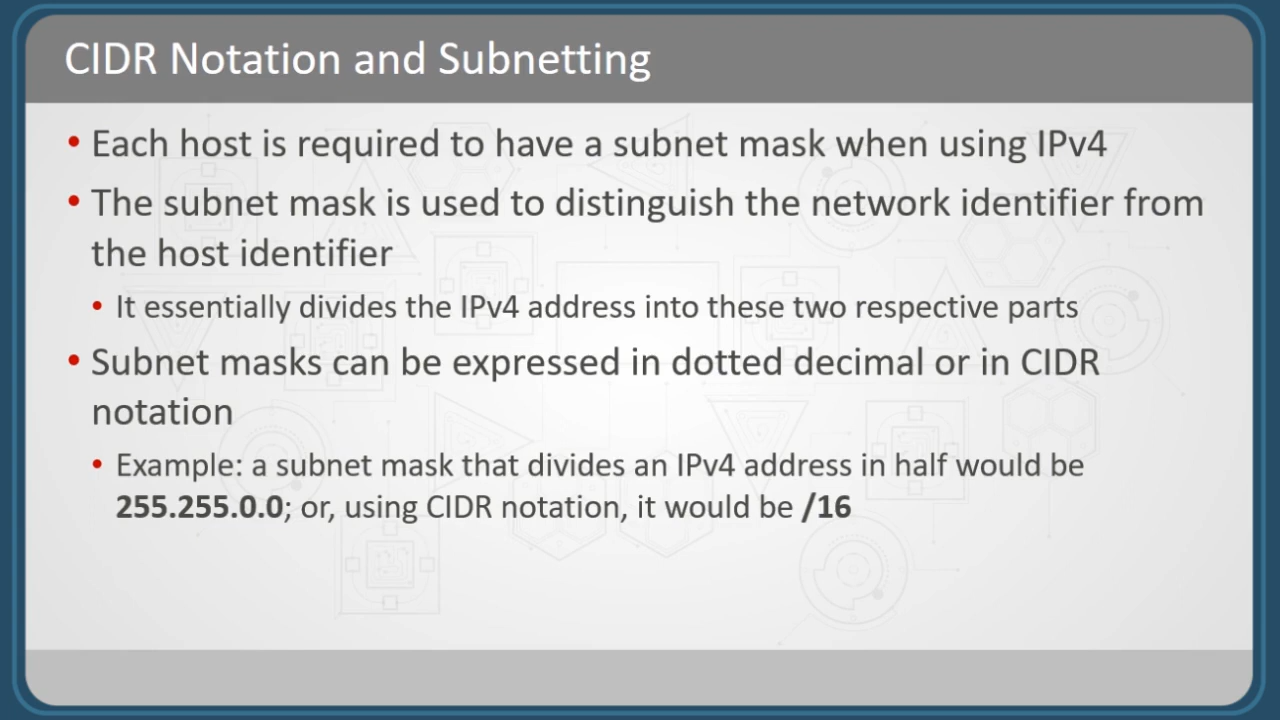 CIDR Notation and Subnetting
• Each host is required to have a subnet mask when using IPv4
• The subnet mask is used to distinguish the network identifier from
the host identifier
• It essentially divides the IPv4 address into these two respective parts
• Subnet masks can be expressed in dotted decimal or in CIDR
notation
• Example: a subnet mask that divides an IPv4 address in half would be
255.255.0.0; or, using CIDR notation, it would be /16